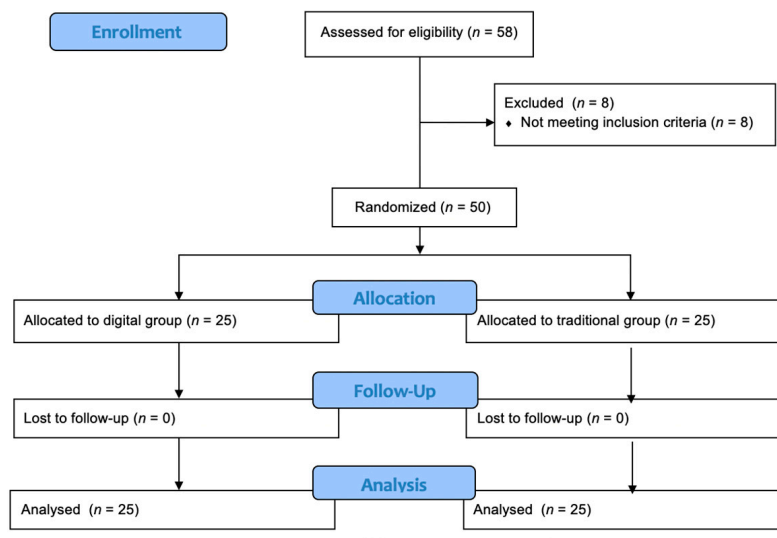 Enrollment
Assessed for eligibility (n = 58)
Excluded (n = 8)
♦ Not meeting inclusion criteria (n = 8)
Randomized (n = 50)
Allocation
Allocated to digital group (n = 25)
Allocated to traditional group (n = 25)
Follow-Up
Lost to follow-up (n = 0)
Lost to follow-up (n = 0)
Analysis
Analysed (n = 25)
Analysed (n = 25)